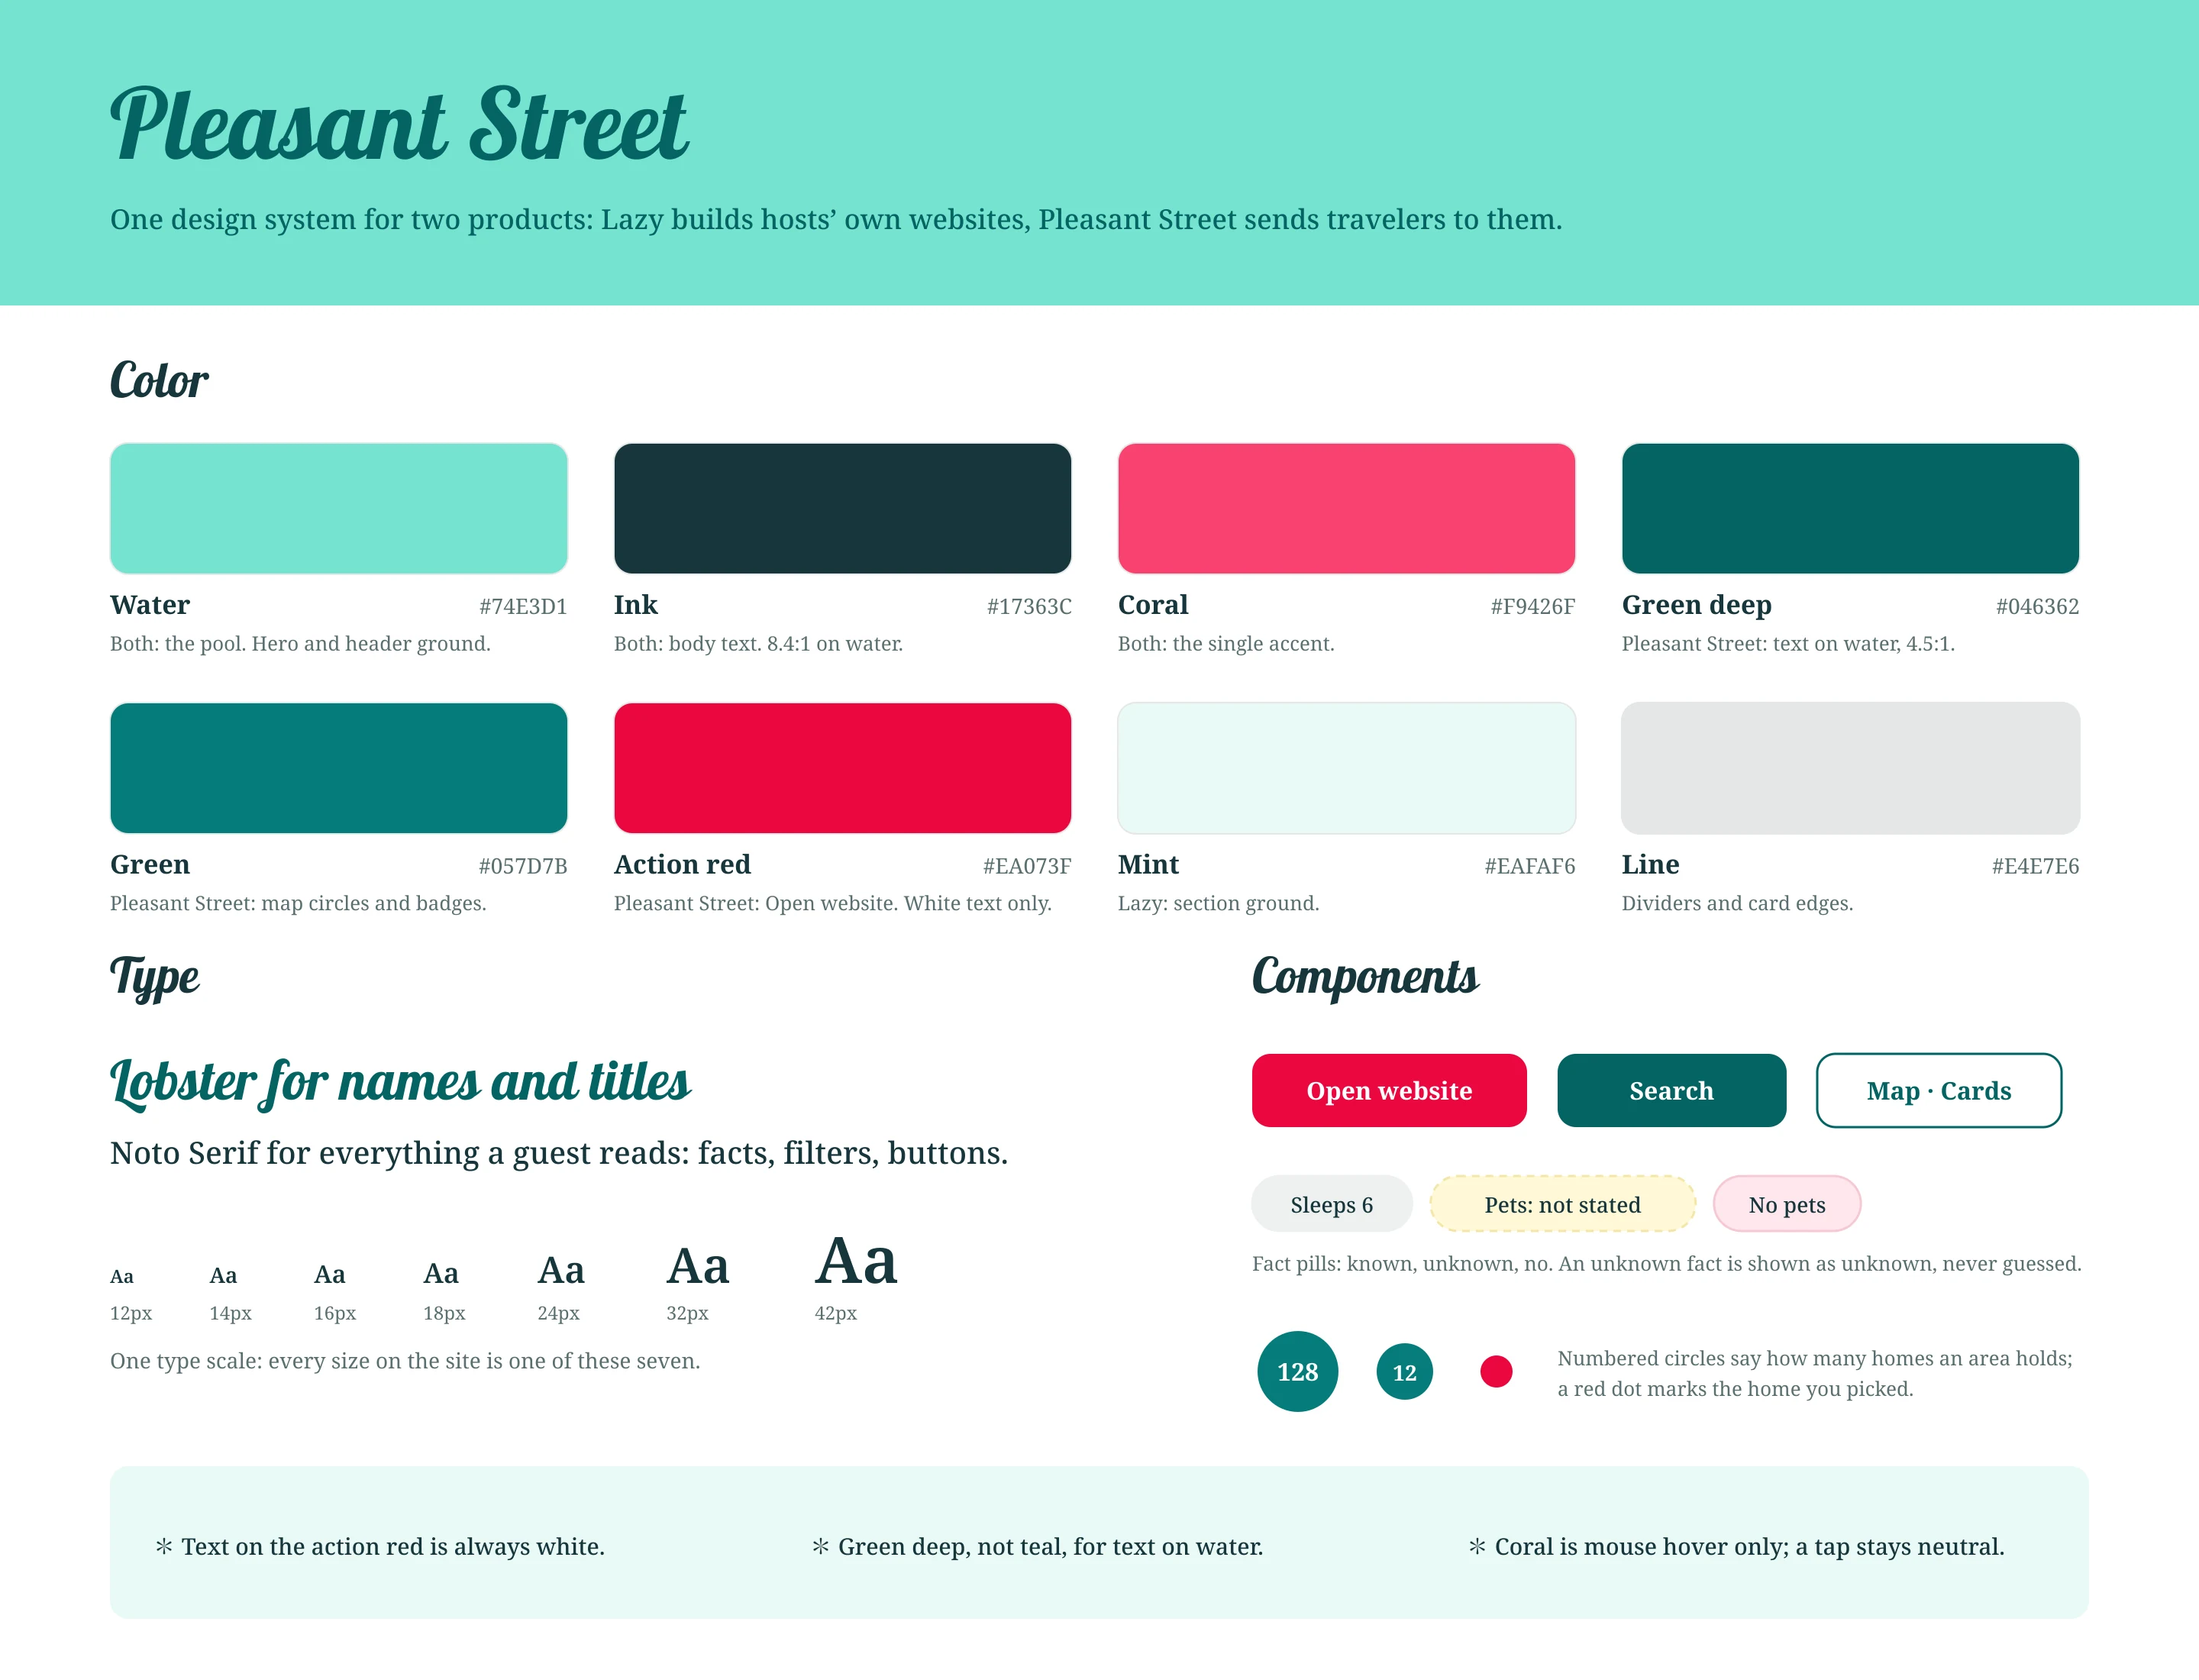 Pleasant Street
One design system for two products: Lazy builds hosts’ own websites, Pleasant Street sends travelers to them.
Color
Water #74E3D1
Both: the pool. Hero and header ground.
Ink #17363C
Both: body text. 8.4:1 on water.
Coral #F9426F
Both: the single accent.
Green deep #046362
Pleasant Street: text on water, 4.5:1.
Green #057D7B
Pleasant Street: map circles and badges.
Action red #EA073F
Pleasant Street: Open website. White text only.
Mint #EAFAF6
Lazy: section ground.
Line #E4E7E6
Dividers and card edges.
Type
Lobster for names and titles
Noto Serif for everything a guest reads: facts, filters, buttons.
Aa Aa Aa Aa Aa Aa Aa
12px 14px 16px 18px 24px 32px 42px
One type scale: every size on the site is one of these seven.
Components
Open website
Search
Map · Cards
Sleeps 6
Pets: not stated
No pets
Fact pills: known, unknown, no. An unknown fact is shown as unknown, never guessed.
128
12
Numbered circles say how many homes an area holds;
a red dot marks the home you picked.
✻ Text on the action red is always white.
✻ Green deep, not teal, for text on water.
✻ Coral is mouse hover only; a tap stays neutral.